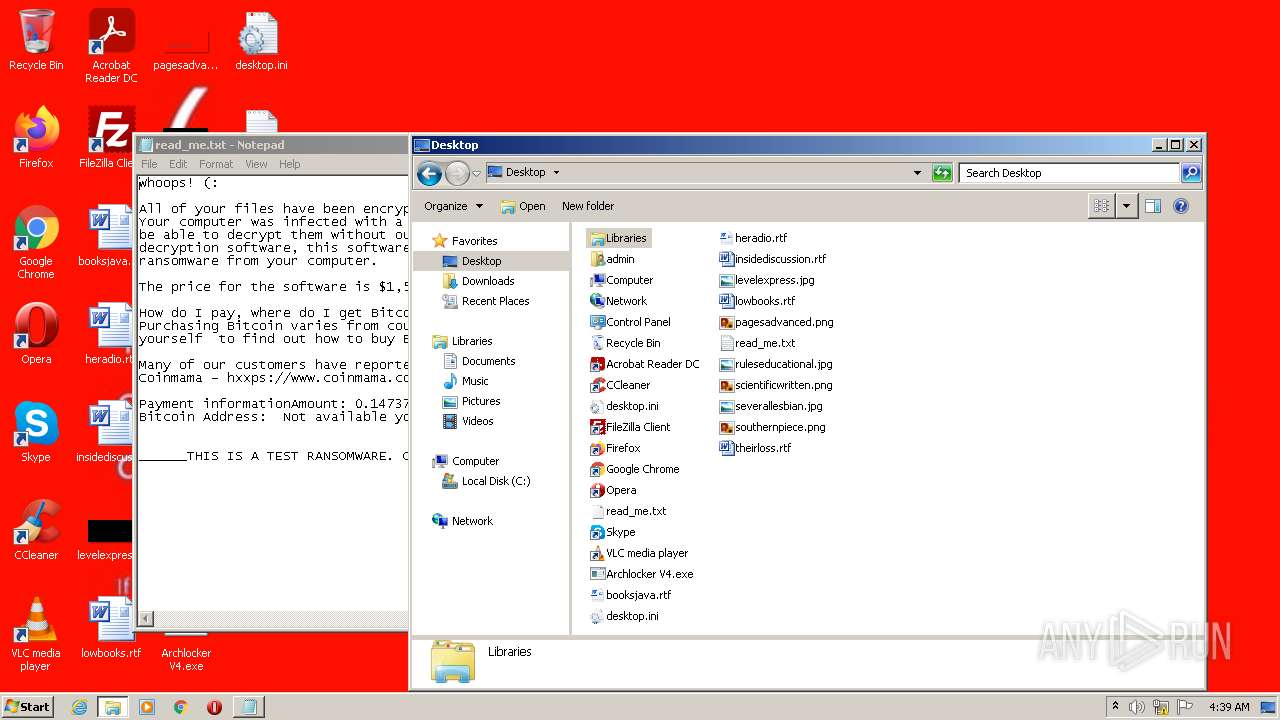 Recycle Bin
Acrobat
Reader DC
pagesadva...
desktop.ini
Firefox
FileZilla Clie
Google
Chrome
booksjava.
Opera
heradio.rt
Skype
insidediscus
CCleaner
levelexpres
VLC media
player
lowbooks.rtf
Archlocker
V4.exe
read_me.txt - Notepad
File Edit Format View Help
Whoops! (:
All of your files have been encryp
Your computer was infected with a
be able to decrypt them without ou
decryption software, this software
ransomware from your computer.
The price for the software is $1,5
How do I pay, where do I get Bitco
Purchasing Bitcoin varies from cou
yourself  to find out how to buy B
Many of our customers have reporte
Coinmama - hxxps://www.coinmama.co
Payment informationAmount: 0.14737
Bitcoin Address:  Not available yo
______THIS IS A TEST RANSOMWARE. C
Desktop
Desktop
Search Desktop
Organize Open New folder
Favorites
Desktop
Downloads
Recent Places
Libraries
Documents
Music
Pictures
Videos
Computer
Local Disk (C:)
Network
Libraries
admin
Computer
Network
Control Panel
Recycle Bin
Acrobat Reader DC
CCleaner
desktop.ini
FileZilla Client
Firefox
Google Chrome
Opera
read_me.txt
Skype
VLC media player
Archlocker V4.exe
booksjava.rtf
desktop.ini
heradio.rtf
insidediscussion.rtf
levelexpress.jpg
lowbooks.rtf
pagesadvanced.png
read_me.txt
ruleseducational.jpg
scientificwritten.png
severallesbian.jpg
southernpiece.png
theirloss.rtf
Libraries
ANY RUN
Start
4:39 AM